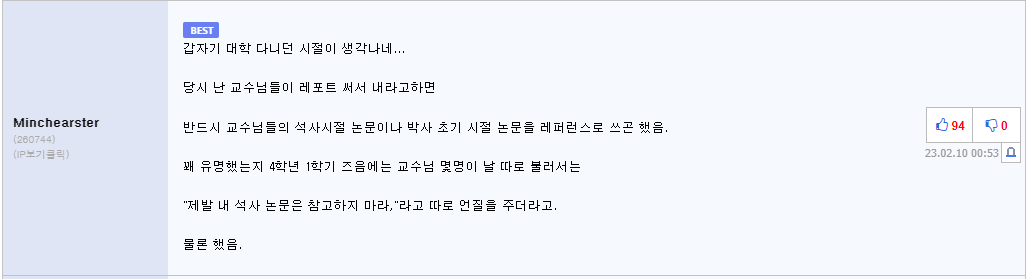 BEST
갑자기 대학 다니던 시절이 생각나네...
당시 난 교수님들이 레포트 써서 내라고하면
Minchearster
(260744)
(IP보기클릭)
반드시 교수님들의 석사시절 논문이나 박사 초기 시절 논문을 레퍼런스로 쓰곤 했음.
94
0
23.02.10 00:53
꽤 유명했는지 4학년 1학기 즈음에는 교수님 몇명이 날 따로 불러서는
"제발 내 석사 논문은 참고하지 마라,"라고 따로 언질을 주더라고.
물론 했음.